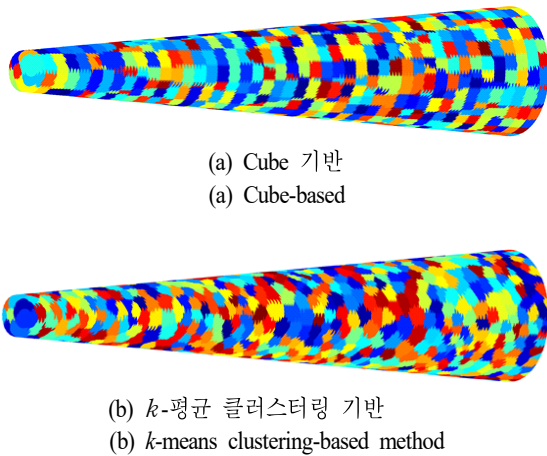 (a) Cube 기반
(a) Cube-based
(b) k-평균 클러스터링 기반
(b) k-means clustering-based method